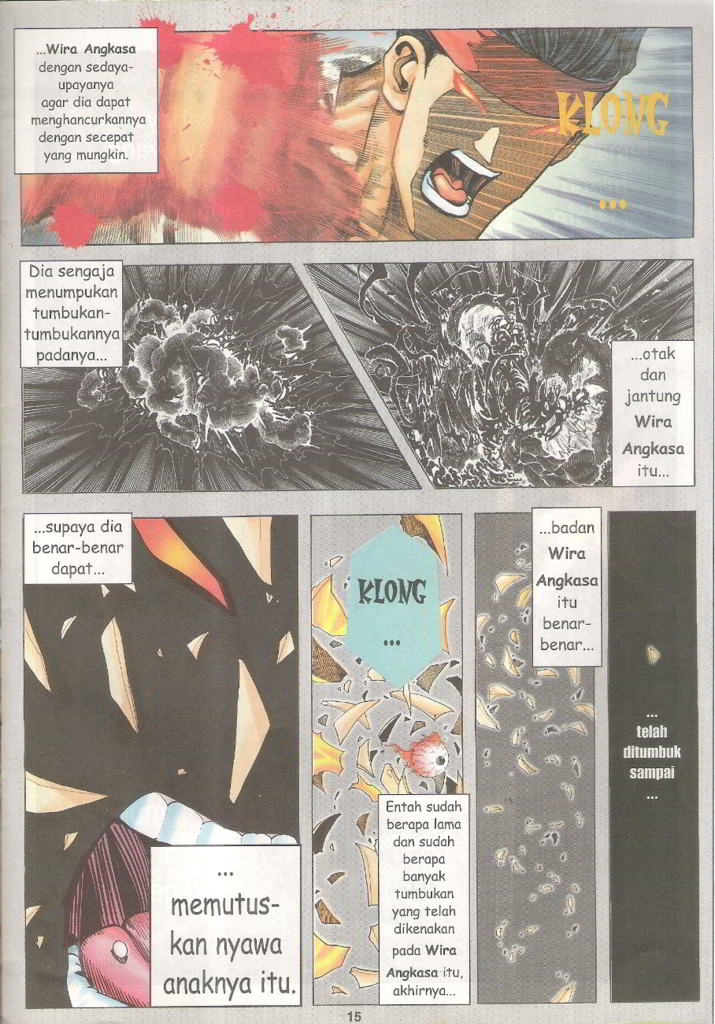 ...Wira Angkasa
dengan sedaya-
upayanya
agar dia dapat
menghancurkannya
dengan secepat
yang mungkin.
KLONG
...
Dia sengaja
menumpukan
tumbukan-
tumbukannya
padanya...
...otak
dan
jantung
Wira
Angkasa
itu...
...supaya dia
benar-benar
dapat...
...
memutus-
kan nyawa
anaknya itu.
KLONG
...
Entah sudah
berapa lama
dan sudah
berapa
banyak
tumbukan
yang telah
dikenakan
pada Wira
Angkasa itu,
akhirnya...
...badan
Wira
Angkasa
itu
benar-
benar...
...
telah
ditumbuk
sampai
...
15